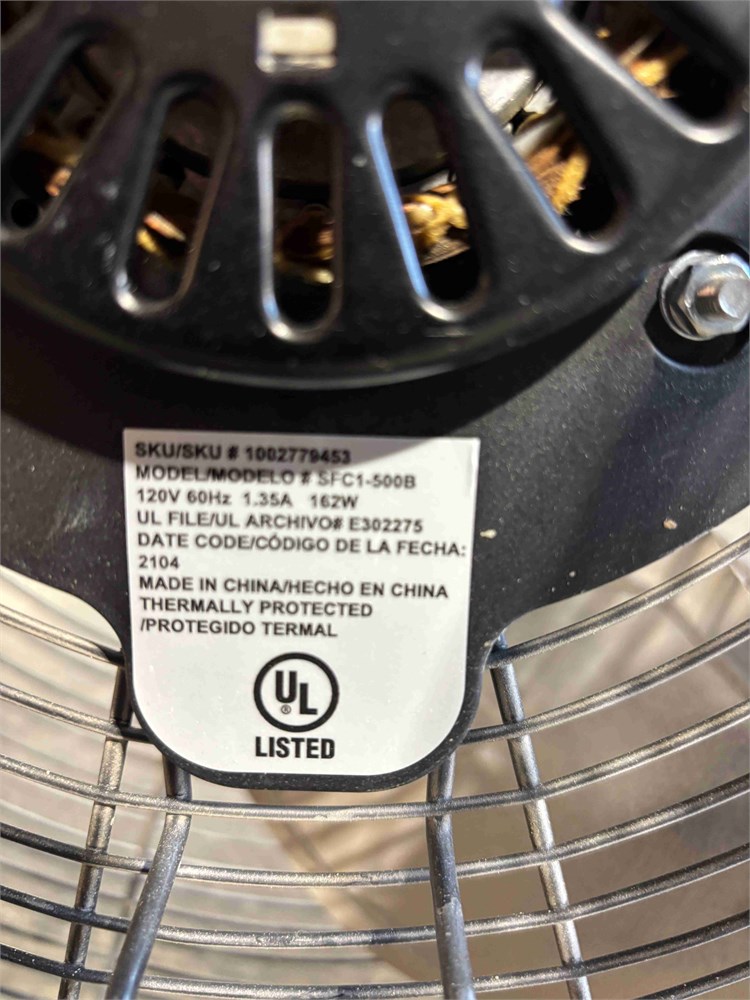 SKU/SKU # 1002779453
MODEL/MODELO # SFC1-500B
120V 60Hz 1.35A 162W
UL FILE/UL ARCHIVO# E302275
DATE CODE/CÓDIGO DE LA FECHA:
2104
MADE IN CHINA/HECHO EN CHINA
THERMALLY PROTECTED
/PROTEGIDO TERMAL
UL ®
LISTED